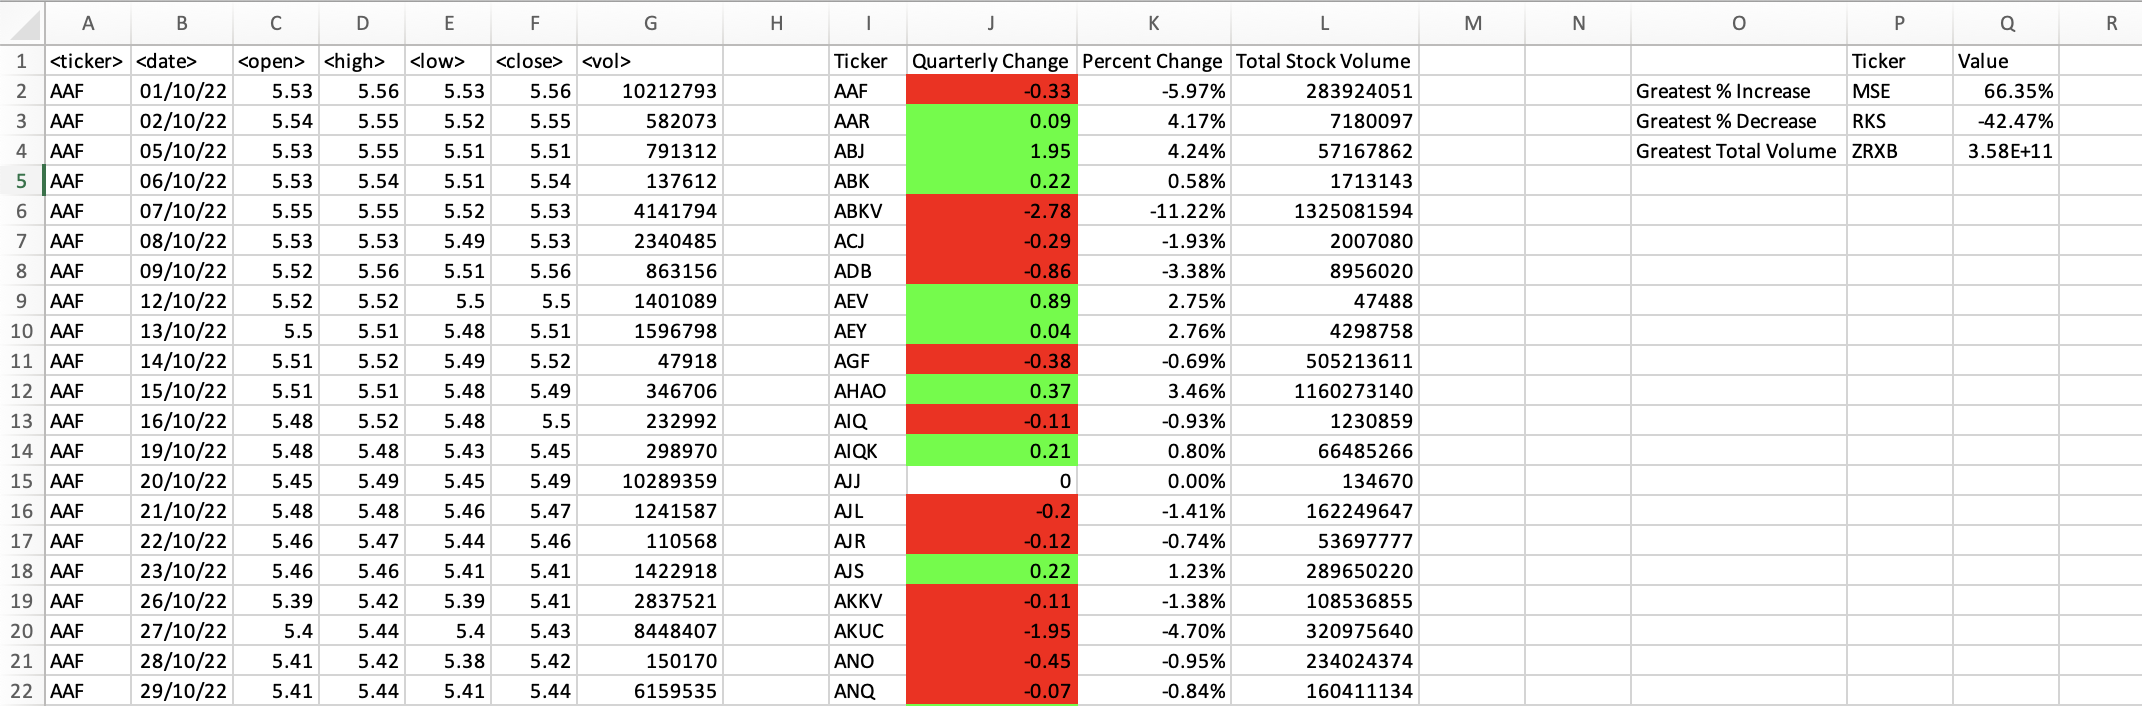 A B C D E F G H I J K L M N O P Q R
1 <ticker> <date> <open> <high> <low> <close> <vol> Ticker Quarterly Change Percent Change Total Stock Volume Ticker Value
2 AAF 01/10/22 5.53 5.56 5.53 5.56 10212793 AAF -0.33 -5.97% 283924051 Greatest % Increase MSE 66.35%
3 AAF 02/10/22 5.54 5.55 5.52 5.55 582073 AAR 0.09 4.17% 7180097 Greatest % Decrease RKS -42.47%
4 AAF 05/10/22 5.53 5.55 5.51 5.51 791312 ABJ 1.95 4.24% 57167862 Greatest Total Volume ZRXB 3.58E+11
5 AAF 06/10/22 5.53 5.54 5.51 5.54 137612 ABK 0.22 0.58% 1713143
6 AAF 07/10/22 5.55 5.55 5.52 5.53 4141794 ABKV -2.78 -11.22% 1325081594
7 AAF 08/10/22 5.53 5.53 5.49 5.53 2340485 ACJ -0.29 -1.93% 2007080
8 AAF 09/10/22 5.52 5.56 5.51 5.56 863156 ADB -0.86 -3.38% 8956020
9 AAF 12/10/22 5.52 5.52 5.5 5.5 1401089 AEV 0.89 2.75% 47488
10 AAF 13/10/22 5.5 5.51 5.48 5.51 1596798 AEY 0.04 2.76% 4298758
11 AAF 14/10/22 5.51 5.52 5.49 5.52 47918 AGF -0.38 -0.69% 505213611
12 AAF 15/10/22 5.51 5.51 5.48 5.49 346706 AHAO 0.37 3.46% 1160273140
13 AAF 16/10/22 5.48 5.52 5.48 5.5 232992 AIQ -0.11 -0.93% 1230859
14 AAF 19/10/22 5.48 5.48 5.43 5.45 298970 AIQK 0.21 0.80% 66485266
15 AAF 20/10/22 5.45 5.49 5.45 5.49 10289359 AJJ 0 0.00% 134670
16 AAF 21/10/22 5.48 5.48 5.46 5.47 1241587 AJL -0.2 -1.41% 162249647
17 AAF 22/10/22 5.46 5.47 5.44 5.46 110568 AJR -0.12 -0.74% 53697777
18 AAF 23/10/22 5.46 5.46 5.41 5.41 1422918 AJS 0.22 1.23% 289650220
19 AAF 26/10/22 5.39 5.42 5.39 5.41 2837521 AKKV -0.11 -1.38% 108536855
20 AAF 27/10/22 5.4 5.44 5.4 5.43 8448407 AKUC -1.95 -4.70% 320975640
21 AAF 28/10/22 5.41 5.42 5.38 5.42 150170 ANO -0.45 -0.95% 234024374
22 AAF 29/10/22 5.41 5.44 5.41 5.44 6159535 ANQ -0.07 -0.84% 160411134